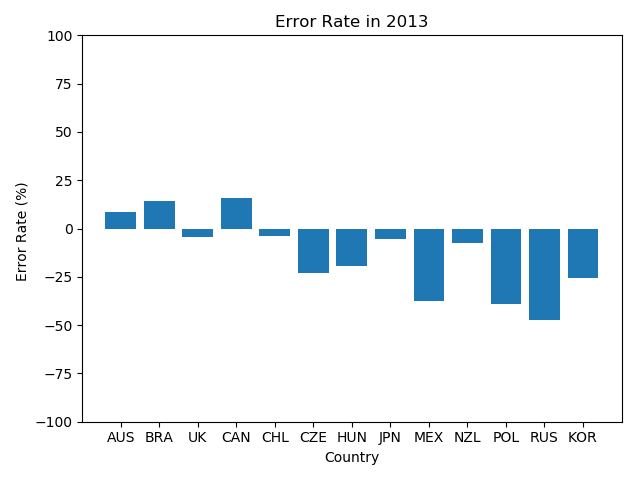 Error Rate in 2013
100
75
50
25
0
−25
−50
−75
−100
Error Rate (%)
AUS BRA UK CAN CHL CZE HUN JPN MEX NZL POL RUS KOR
Country